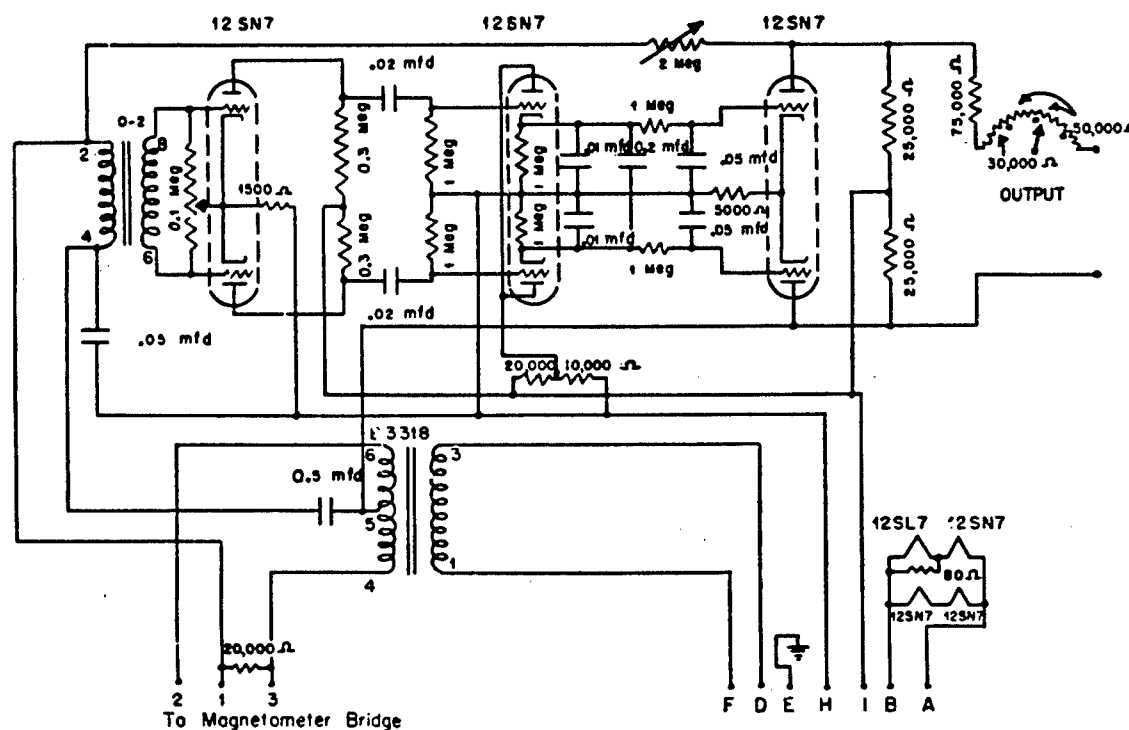 12SN7
12SN7
12SN7
2 Meg
.02 mfd
0-2
2
8
4
6
0.1 Meg
1500 Ω
0.3 Meg
0.3 Meg
1 Meg
1 Meg
1 Meg
1 Meg
1 Meg
.01 mfd
0.2 mfd
.05 mfd
5000 Ω
.01 mfd
.05 mfd
1 Meg
25,000 Ω
25,000 Ω
75,000 Ω
50,000 Ω
30,000 Ω
OUTPUT
.05 mfd
.02 mfd
20,000
10,000 Ω
3318
6
3
0.5 mfd
5
4
1
12SL7
12SN7
80 Ω
12SN7
12SN7
20,000 Ω
2
1
3
F
D
E
H
I
B
A
To Magnetometer Bridge